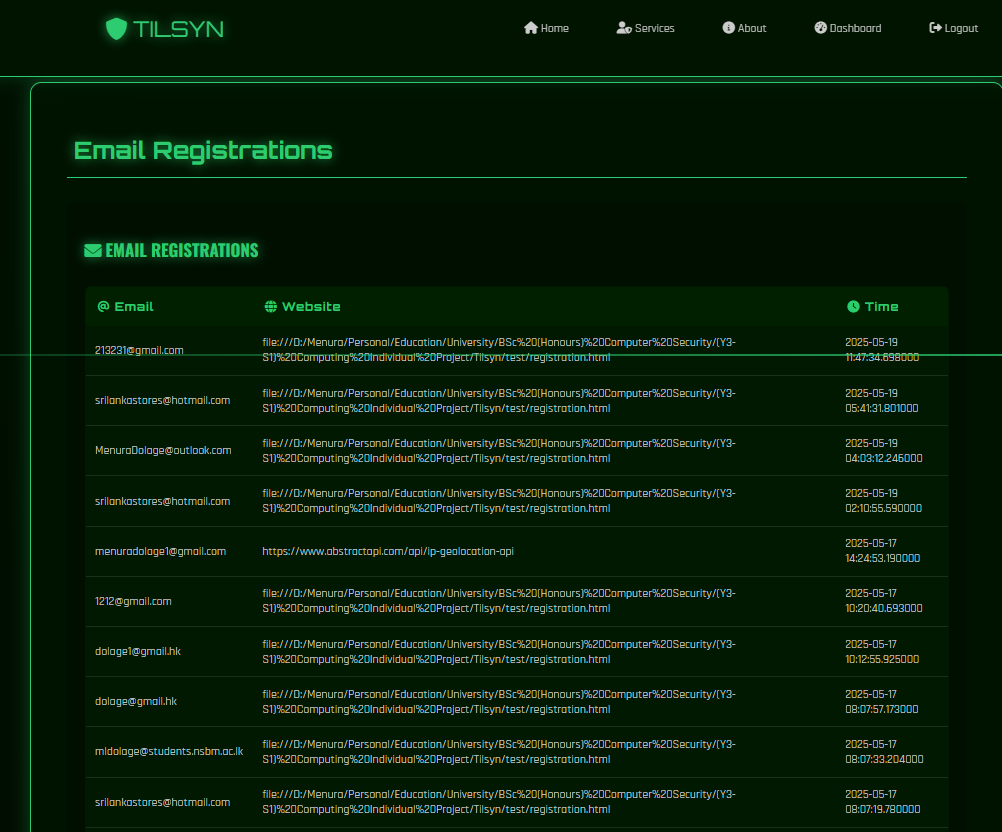 TILSYN
Home Services About Dashboard Logout
Email Registrations
EMAIL REGISTRATIONS
Email Website Time
213231@gmail.com
file:///D:/Menura/Personal/Education/University/BSc%20(Honours)%20Computer%20Security/(Y3-
S1)%20Computing%20Individual%20Project/Tilsyn/test/registration.html
2025-05-19
11:47:34.698000
srilankastores@hotmail.com
file:///D:/Menura/Personal/Education/University/BSc%20(Honours)%20Computer%20Security/(Y3-
S1)%20Computing%20Individual%20Project/Tilsyn/test/registration.html
2025-05-19
05:41:31.801000
MenuraDolage@outlook.com
file:///D:/Menura/Personal/Education/University/BSc%20(Honours)%20Computer%20Security/(Y3-
S1)%20Computing%20Individual%20Project/Tilsyn/test/registration.html
2025-05-19
04:03:12.246000
srilankastores@hotmail.com
file:///D:/Menura/Personal/Education/University/BSc%20(Honours)%20Computer%20Security/(Y3-
S1)%20Computing%20Individual%20Project/Tilsyn/test/registration.html
2025-05-19
02:10:55.590000
menuradolage1@gmail.com
https://www.abstractapi.com/api/ip-geolocation-api
2025-05-17
14:24:53.190000
1212@gmail.com
file:///D:/Menura/Personal/Education/University/BSc%20(Honours)%20Computer%20Security/(Y3-
S1)%20Computing%20Individual%20Project/Tilsyn/test/registration.html
2025-05-17
10:20:40.693000
dolage1@gmail.hk
file:///D:/Menura/Personal/Education/University/BSc%20(Honours)%20Computer%20Security/(Y3-
S1)%20Computing%20Individual%20Project/Tilsyn/test/registration.html
2025-05-17
10:12:55.925000
dolage@gmail.hk
file:///D:/Menura/Personal/Education/University/BSc%20(Honours)%20Computer%20Security/(Y3-
S1)%20Computing%20Individual%20Project/Tilsyn/test/registration.html
2025-05-17
08:07:57.173000
mldolage@students.nsbm.ac.lk
file:///D:/Menura/Personal/Education/University/BSc%20(Honours)%20Computer%20Security/(Y3-
S1)%20Computing%20Individual%20Project/Tilsyn/test/registration.html
2025-05-17
08:07:33.204000
srilankastores@hotmail.com
file:///D:/Menura/Personal/Education/University/BSc%20(Honours)%20Computer%20Security/(Y3-
S1)%20Computing%20Individual%20Project/Tilsyn/test/registration.html
2025-05-17
08:07:19.780000